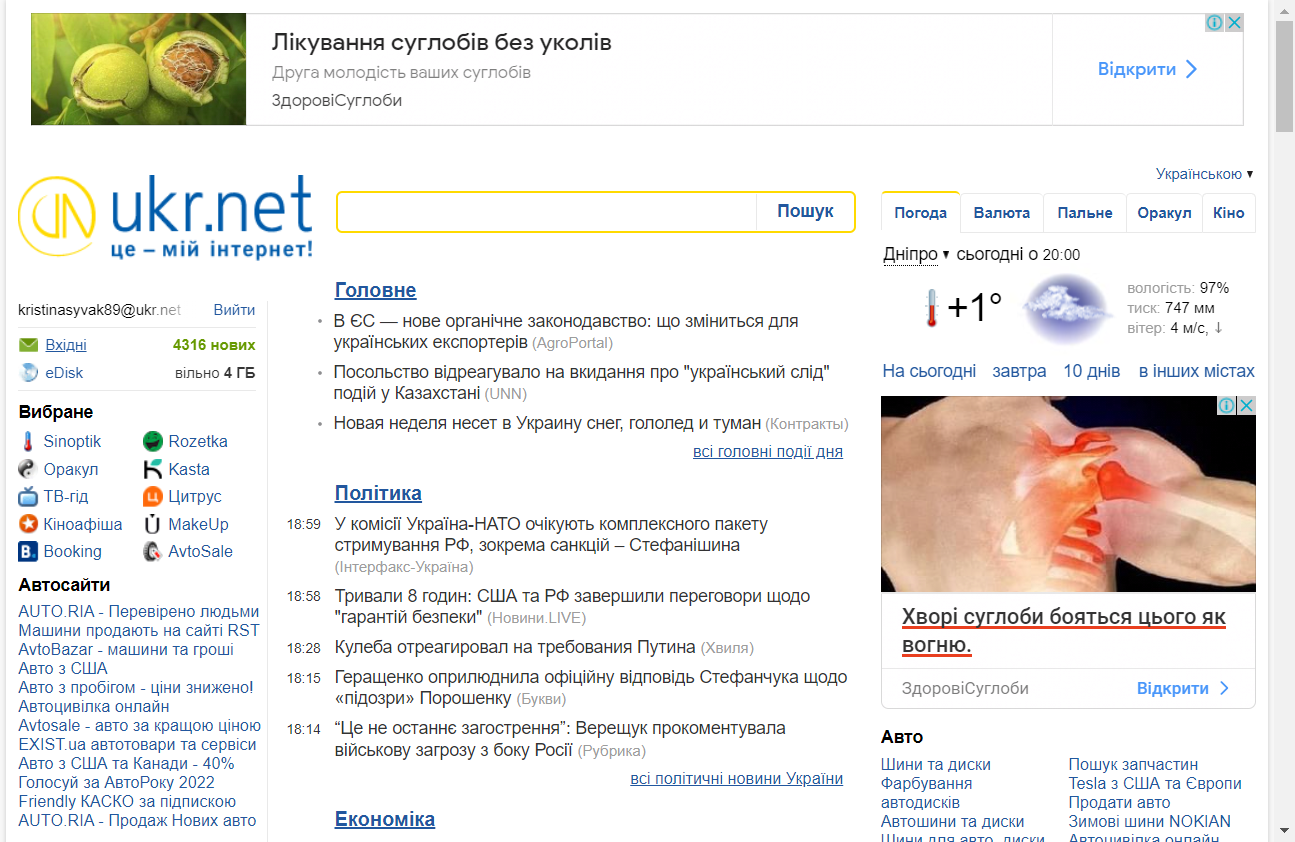 Лікування суглобів без уколів
Друга молодість ваших суглобів
ЗдоровіСуглоби
Відкрити
Українською
ukr.net
це – мій інтернет!
Пошук
Погода
Валюта
Пальне
Оракул
Кіно
Дніпро сьогодні о 20:00
+1°
вологість: 97%
тиск: 747 мм
вітер: 4 м/с, ↓
На сьогодні завтра 10 днів в інших містах
kristinasyvak89@ukr.net Вийти
Вхідні 4316 нових
eDisk вільно 4 ГБ
Вибране
Sinoptik Rozetka
Оракул Kasta
ТВ-гід Цитрус
Кіноафіша MakeUp
Booking AvtoSale
Автосайти
AUTO.RIA - Перевірено людьми
Машини продають на сайті RST
AvtoBazar - машини та гроші
Авто з США
Авто з пробігом - ціни знижено!
Автоцивілка онлайн
Avtosale - авто за кращою ціною
EXIST.ua автотовари та сервіси
Авто з США та Канади - 40%
Голосуй за АвтоРоку 2022
Friendly КАСКО за підпискою
AUTO.RIA - Продаж Нових авто
Головне
В ЄС — нове органічне законодавство: що зміниться для
українських експортерів (AgroPortal)
Посольство відреагувало на вкидання про "український слід"
подій у Казахстані (UNN)
Новая неделя несет в Украину снег, гололед и туман (Контракты)
всі головні події дня
Політика
18:59 У комісії Україна-НАТО очікують комплексного пакету
стримування РФ, зокрема санкцій – Стефанішина
(Інтерфакс-Україна)
18:58 Тривали 8 годин: США та РФ завершили переговори щодо
"гарантій безпеки" (Новини.LIVE)
18:28 Кулеба отреагировал на требования Путина (Хвиля)
18:15 Геращенко оприлюднила офіційну відповідь Стефанчука щодо
«підозри» Порошенку (Букви)
18:14 “Це не останнє загострення”: Верещук прокоментувала
військову загрозу з боку Росії (Рубрика)
всі політичні новини України
Економіка
Хворі суглоби бояться цього як
вогню.
ЗдоровіСуглоби Відкрити
Авто
Шини та диски
Фарбування
автодисків
Автошини та диски
Шини для авто, диски
Пошук запчастин
Tesla з США та Європи
Продати авто
Зимові шини NOKIAN
Автоцивілка онлайн